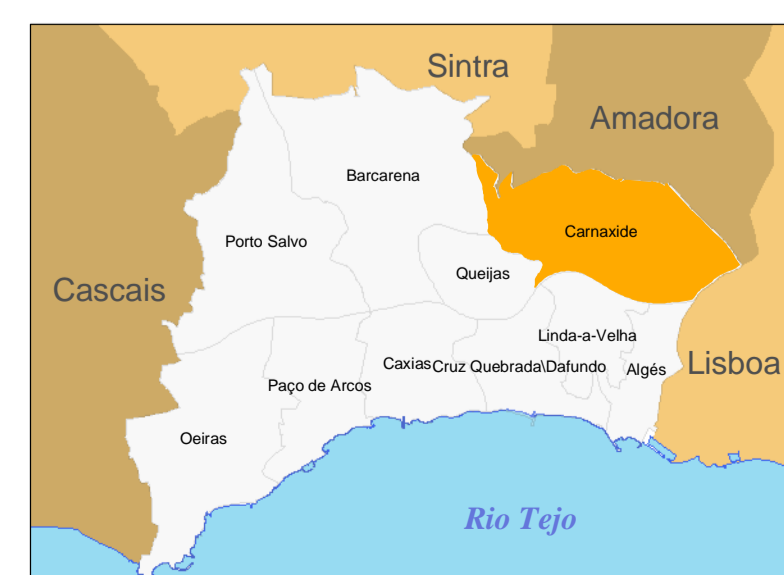 Sintra
Amadora
Barcarena
Carnaxide
Porto Salvo
Queijas
Cascais
Linda-a-Velha
Caxias
Cruz Quebrada\Dafundo
Algés
Lisboa
Paço de Arcos
Oeiras
Rio Tejo